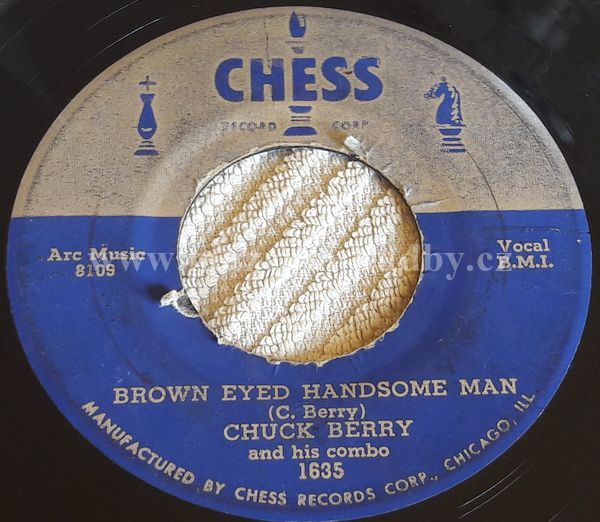 CHESS
RECORD CORP
Arc Music
8109
Vocal
B.M.I.
BROWN EYED HANDSOME MAN
(C. Berry)
CHUCK BERRY
and his combo
1635
MANUFACTURED BY CHESS RECORDS CORP., CHICAGO, ILL